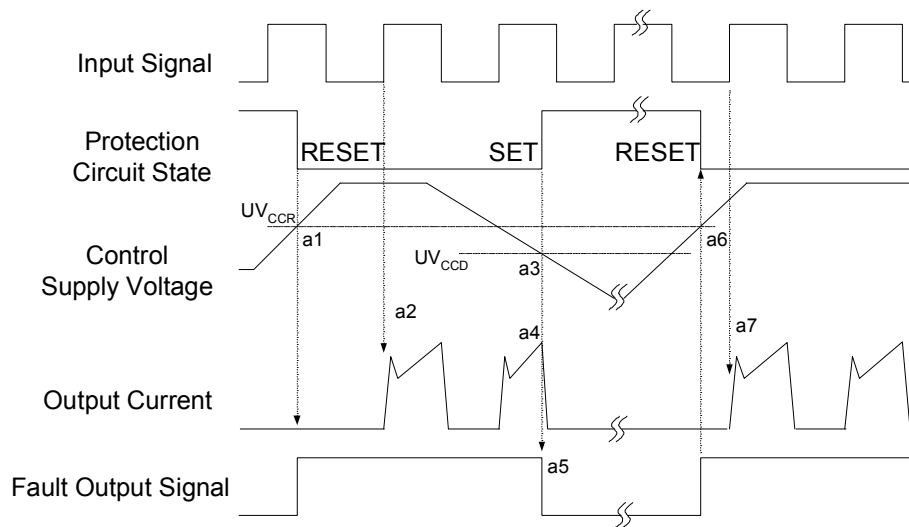 Input Signal
Protection
Circuit State
RESET
SET
RESET
UVCCR
a1
a6
Control
Supply Voltage
UVCCD
a3
a2
a4
a7
Output Current
a5
Fault Output Signal